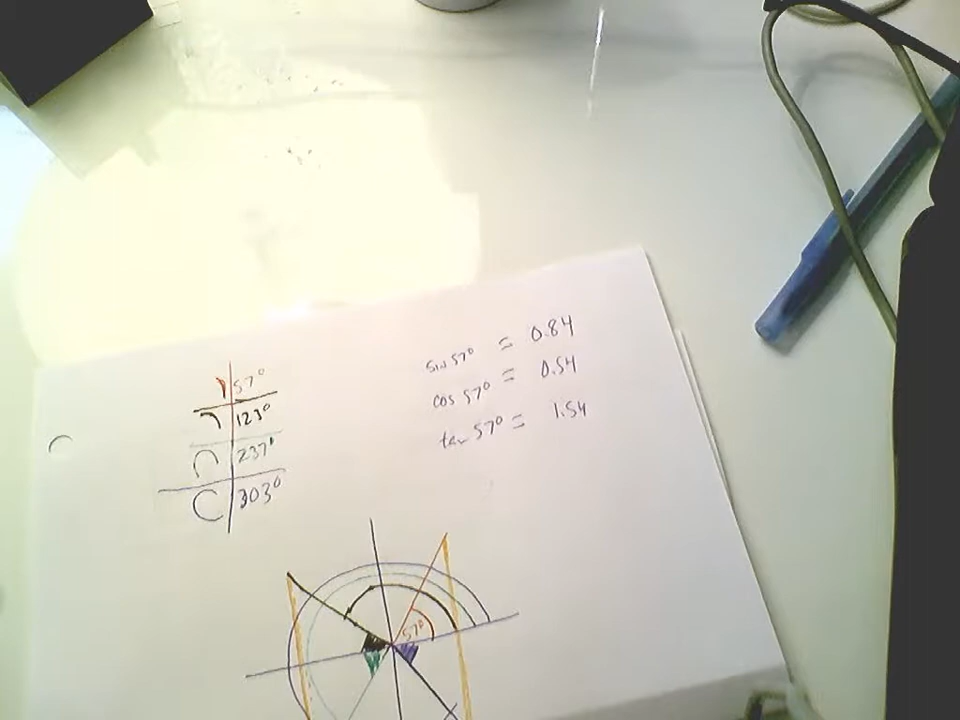 57°
123°
237°
303°
sin 57° = 0.84
cos 57° = 0.54
tan 57° = 1.54
57°